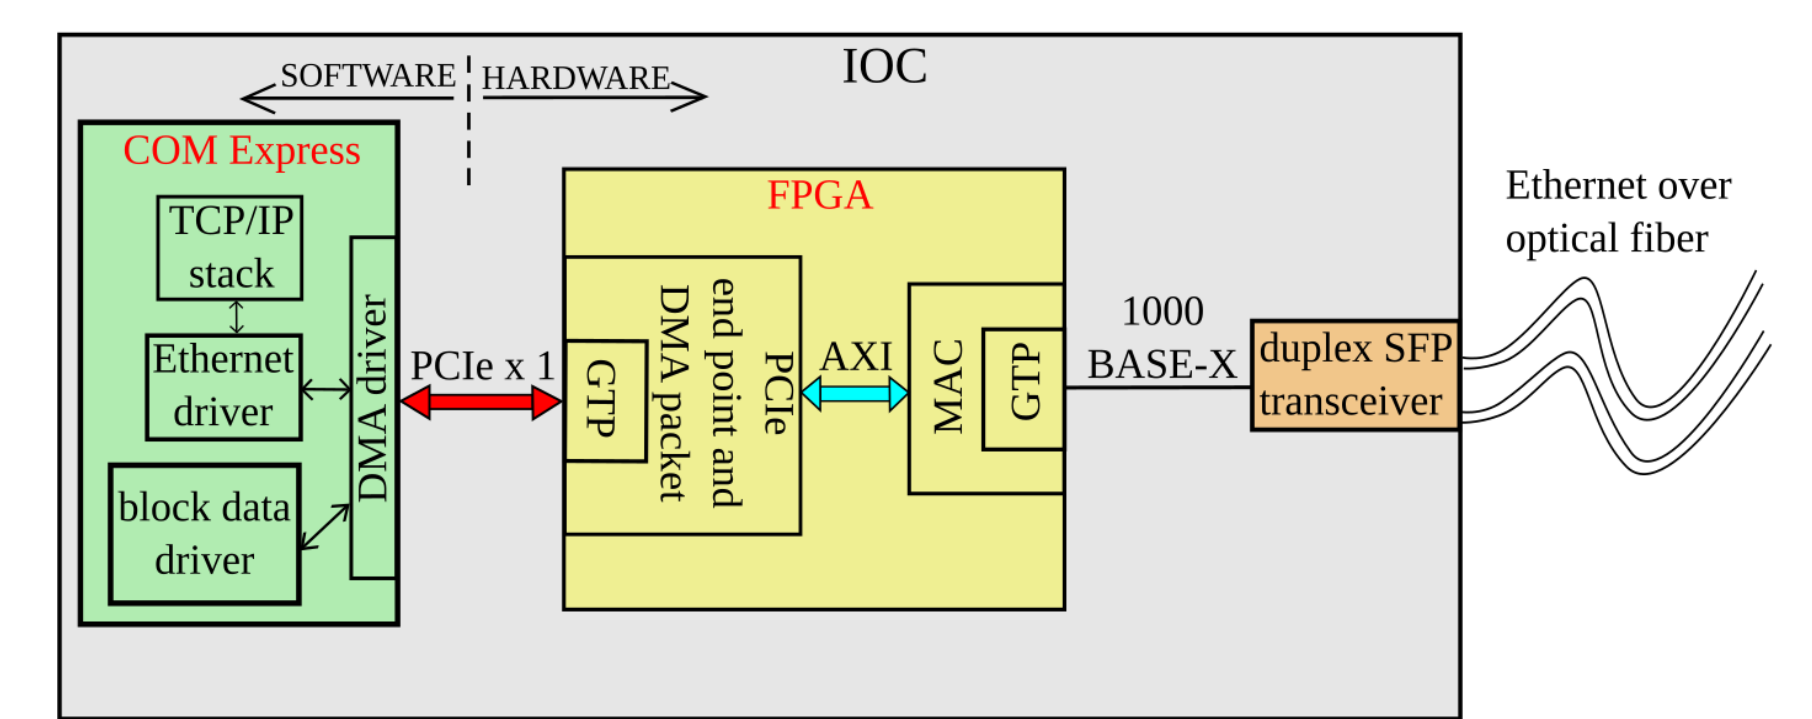 IOC
SOFTWARE
HARDWARE
COM Express
TCP/IP
stack
Ethernet
driver
block data
driver
DMA driver
PCIe x 1
FPGA
GTP
PCIe
end point and
DMA packet
AXI
MAC
GTP
1000
BASE-X
duplex SFP
transceiver
Ethernet over
optical fiber